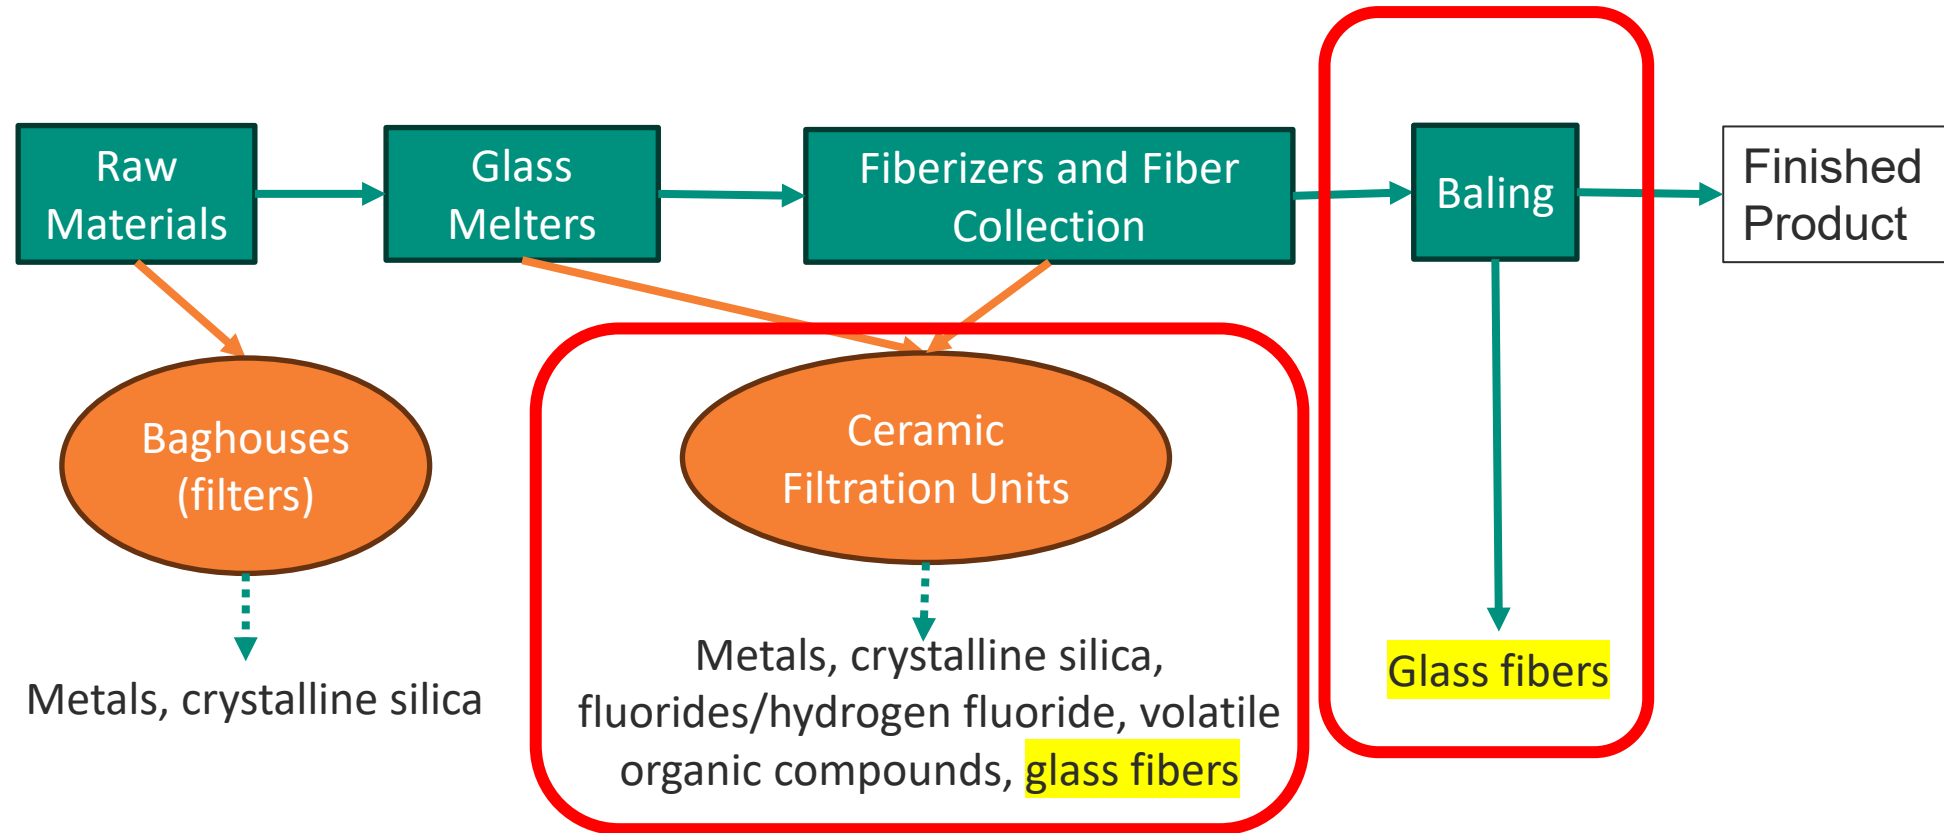 Raw
Materials
Glass
Melters
Fiberizers and Fiber
Collection
Baling
Finished
Product
Baghouses
(filters)
Ceramic
Filtration Units
Metals, crystalline silica
Metals, crystalline silica,
fluorides/hydrogen fluoride, volatile
organic compounds, glass fibers
Glass fibers